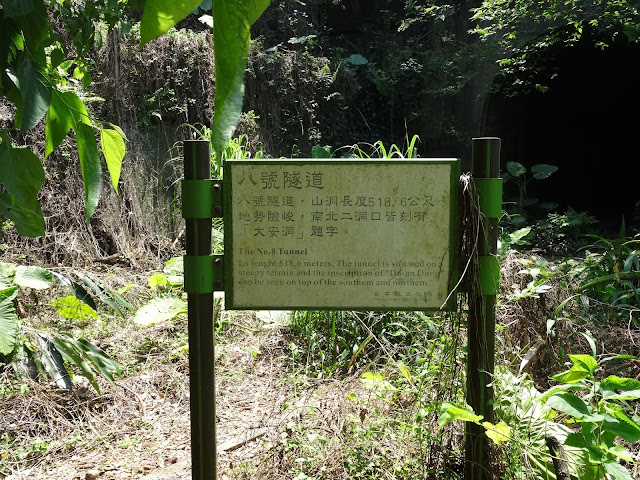 八號隧道
八號隧道，山洞長度518.6公尺
地勢險峻，南北二洞口皆刻有
「大安洞」題字。
The No.8 Tunnel
Its lenght 518.6 meters. The tunnel is situated on a
steepy terrain and the inscription of "Da-an Dong"
can be seen on top of the southern and northern.